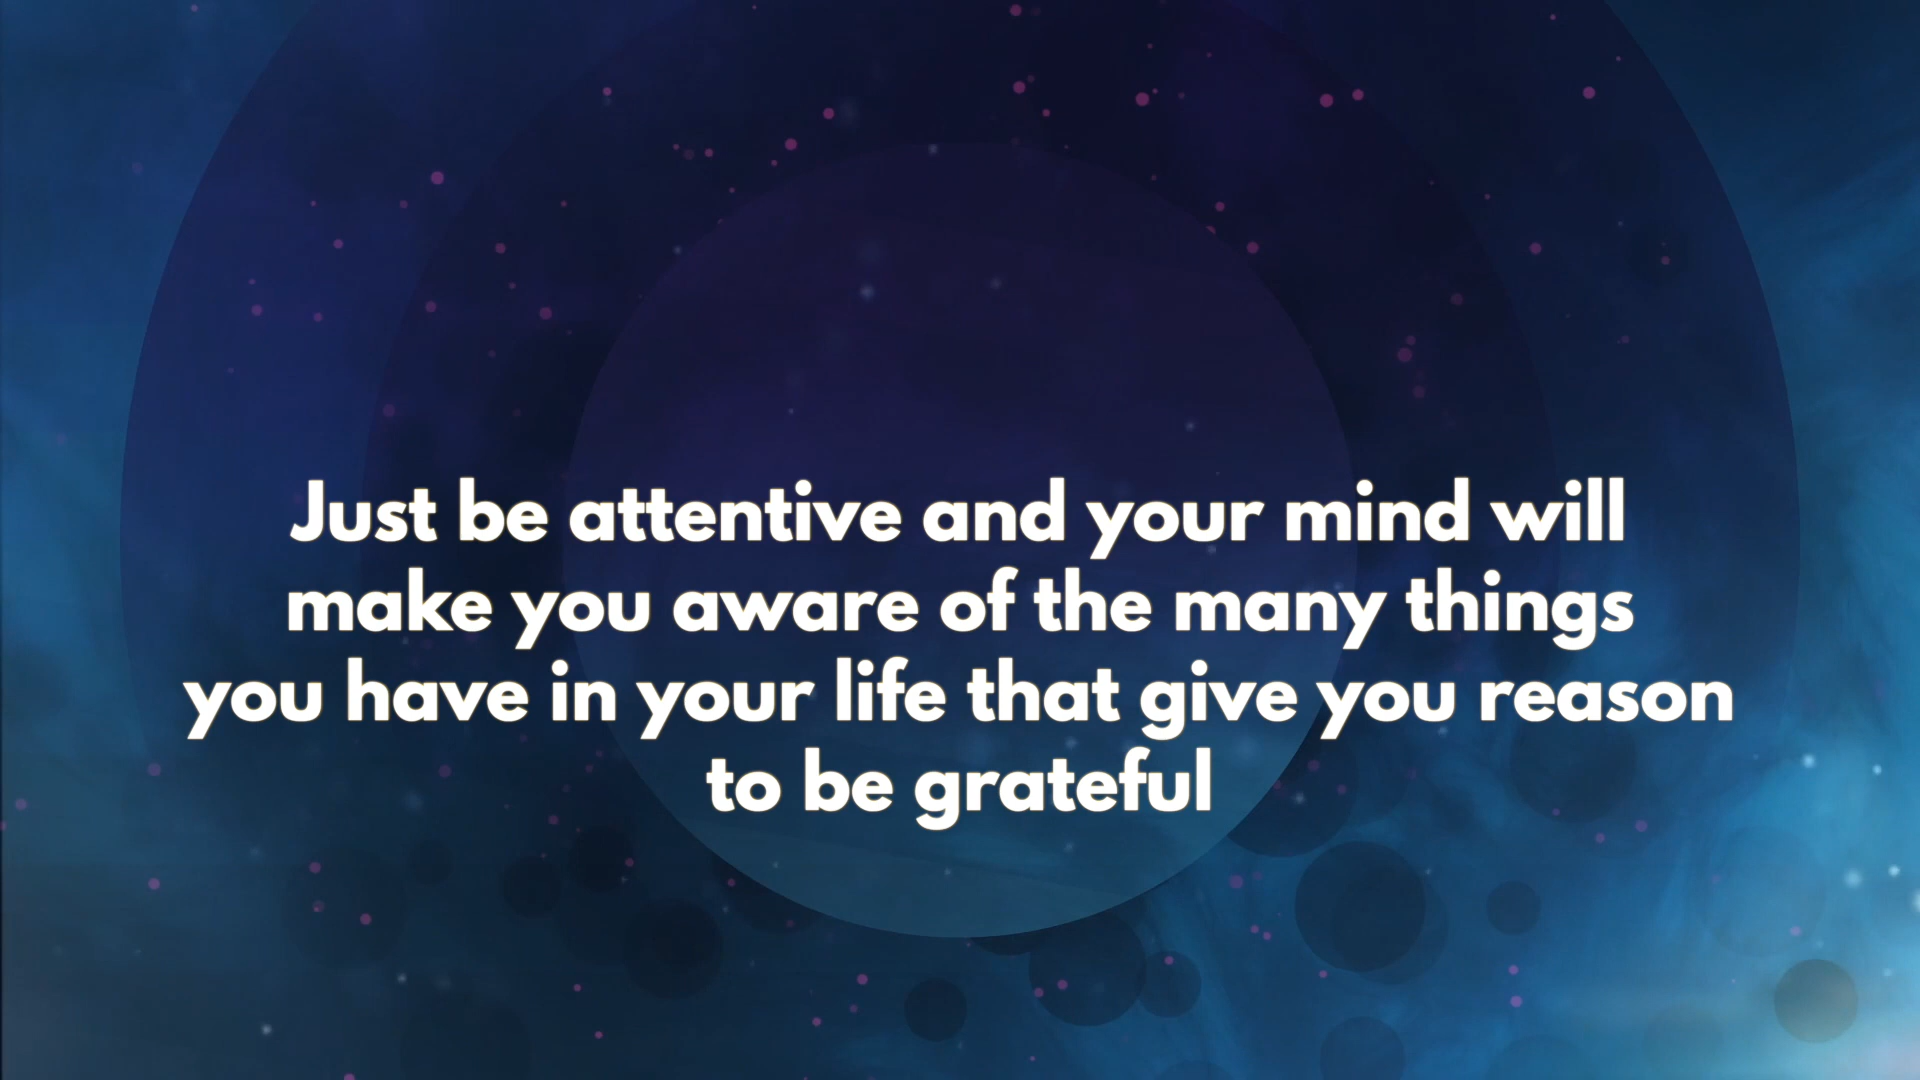 Just be attentive and your mind will
make you aware of the many things
you have in your life that give you reason
to be grateful